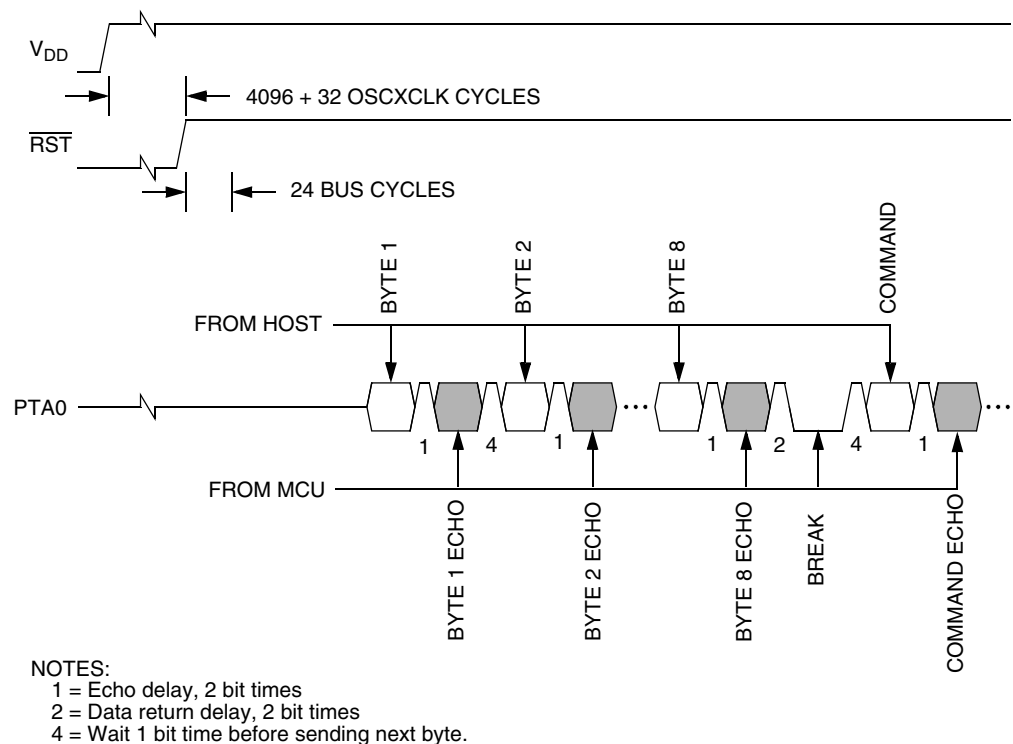 VDD
4096 + 32 OSCXCLK CYCLES
RST
24 BUS CYCLES
BYTE 1
BYTE 2
BYTE 8
COMMAND
FROM HOST
PTA0
1
4
1
1
2
4
1
FROM MCU
BYTE 1 ECHO
BYTE 2 ECHO
BYTE 8 ECHO
BREAK
COMMAND ECHO
NOTES:
1 = Echo delay, 2 bit times
2 = Data return delay, 2 bit times
4 = Wait 1 bit time before sending next byte.